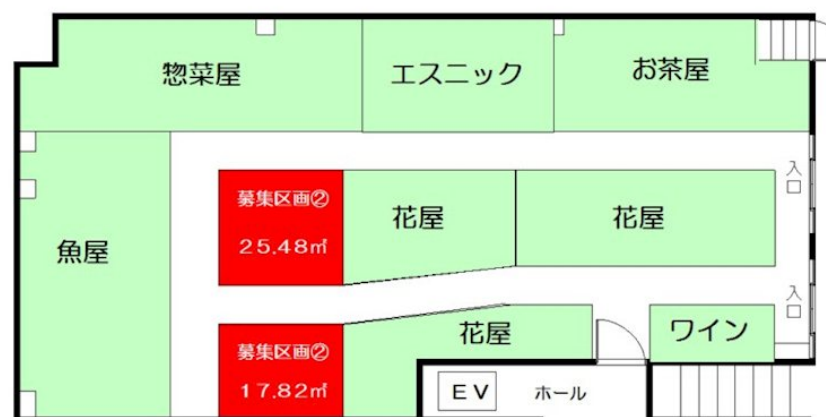 惣菜屋
エスニック
お茶屋
入口
募集区画②
25.48㎡
花屋
花屋
魚屋
入口
募集区画②
17.82㎡
花屋
ワイン
EV
ホール